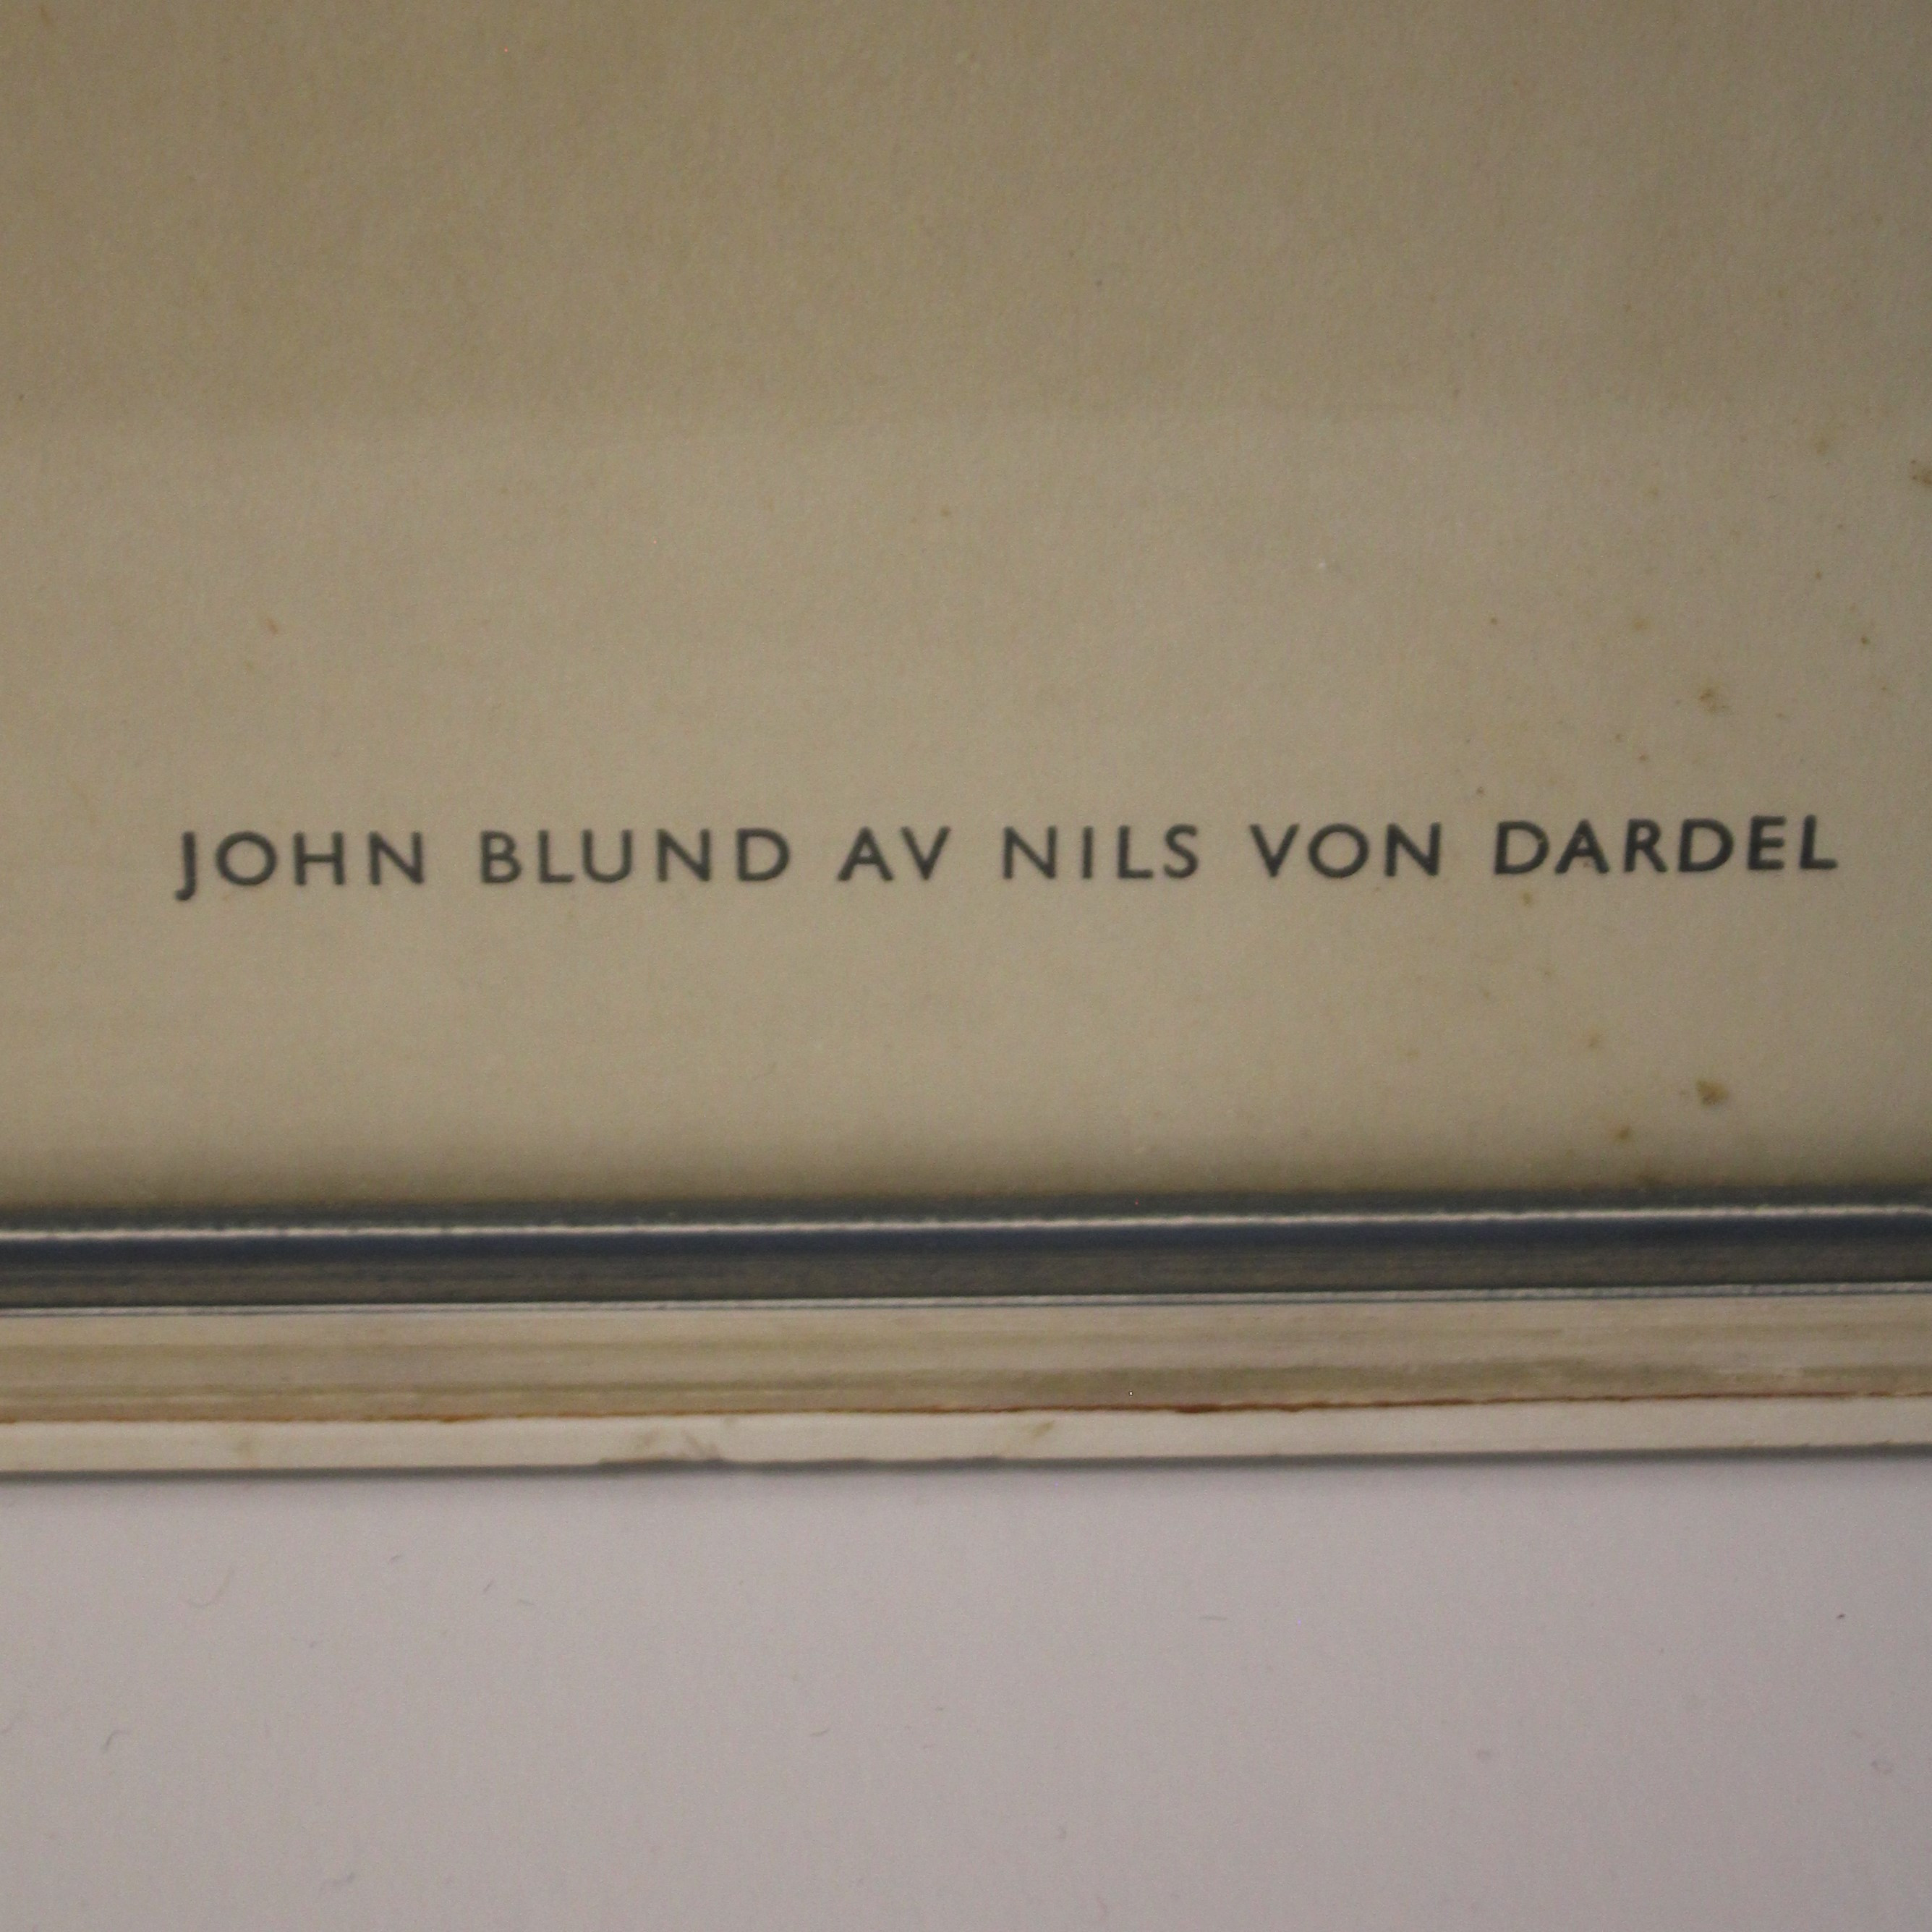 JOHN BLUND AV NILS VON DARDEL